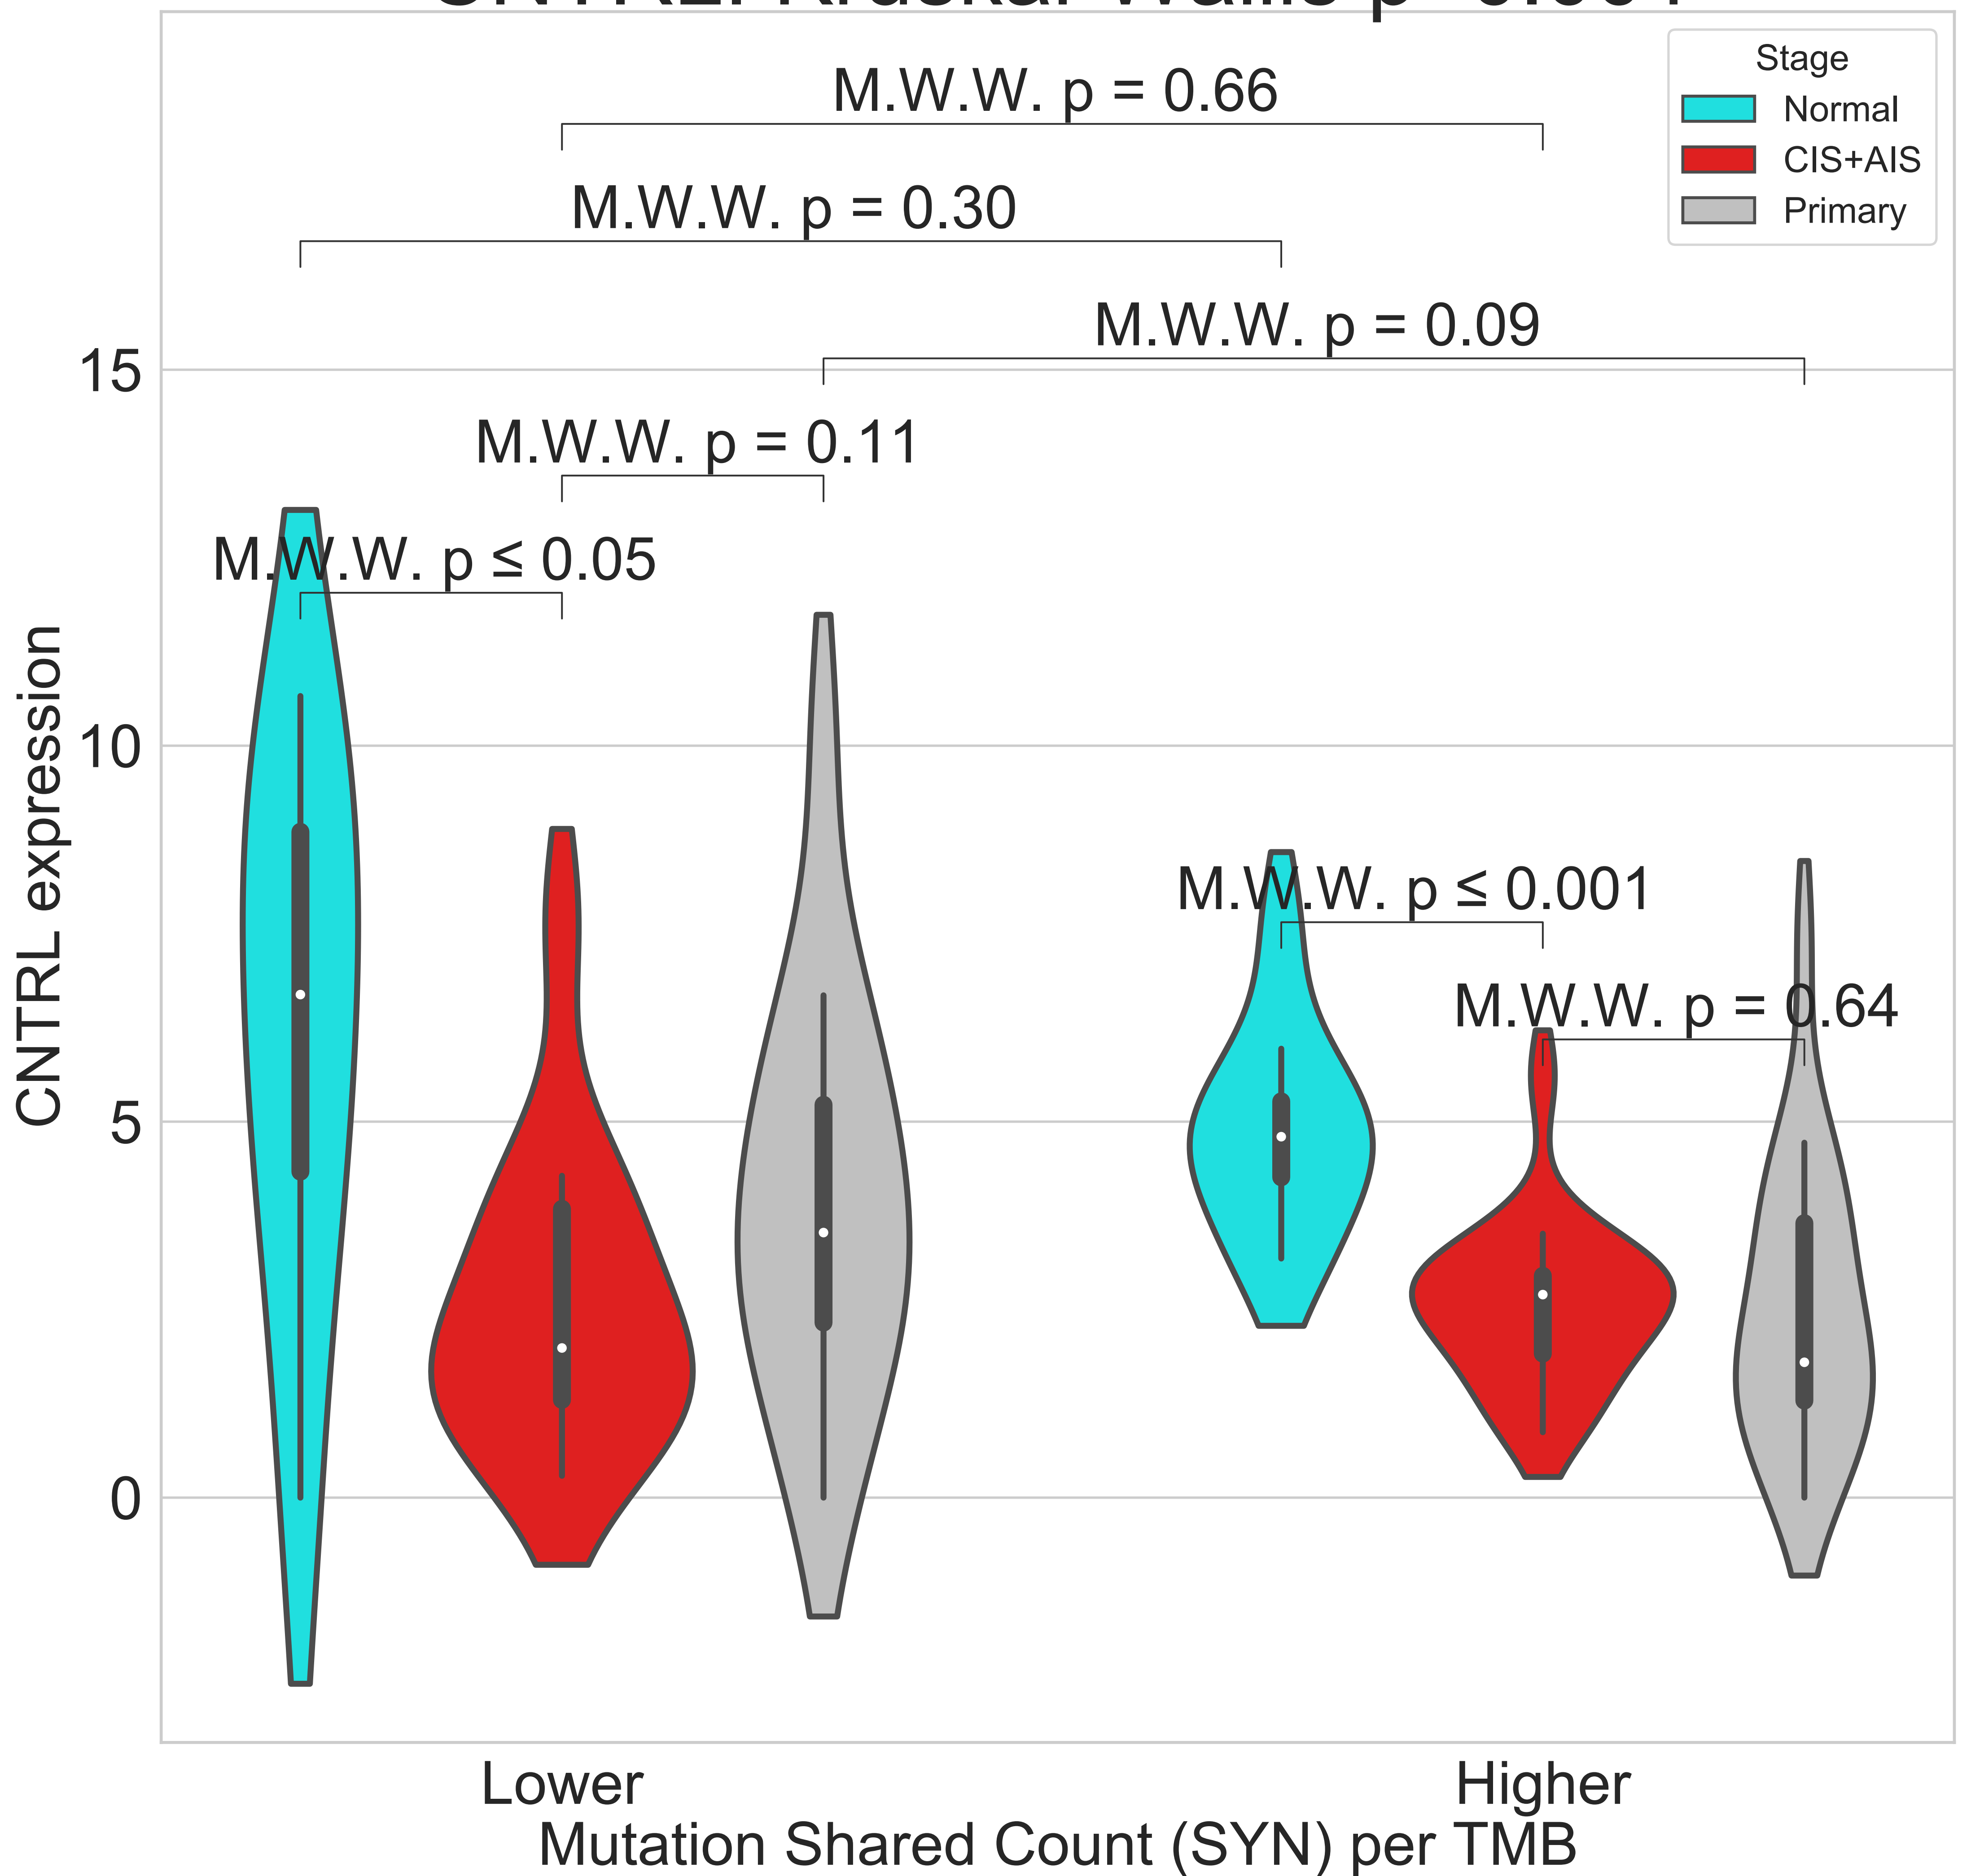 Stage
Normal
CIS+AIS
Primary
M.W.W. p = 0.66
M.W.W. p = 0.30
M.W.W. p = 0.09
M.W.W. p = 0.11
M.W.W. p ≤ 0.05
M.W.W. p ≤ 0.001
M.W.W. p = 0.64
15
10
5
0
CNTRL expression
Lower
Higher
Mutation Shared Count (SYN) per TMB